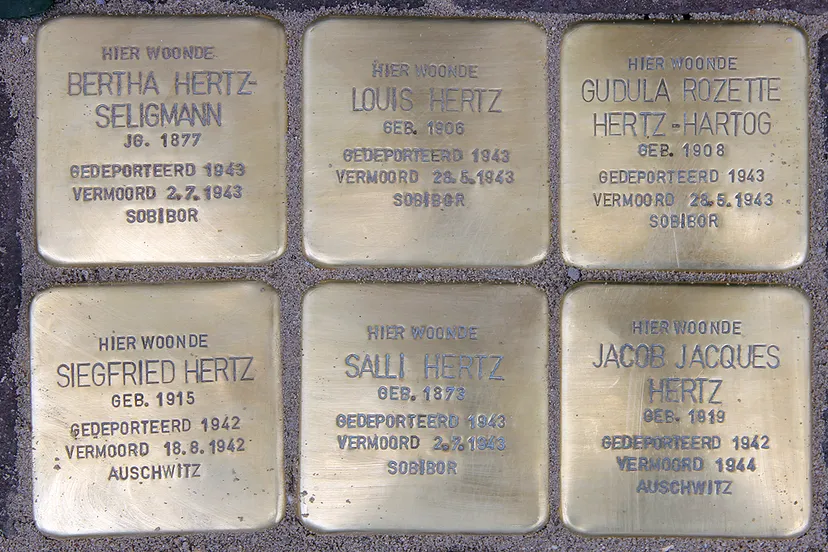 HIER WOONDE
BERTHA HERTZ-
SELIGMANN
JG. 1877
GEDEPORTEERD 1943
VERMOORD 2.7.1943
SOBIBOR
HIER WOONDE
LOUIS HERTZ
GEB. 1906
GEDEPORTEERD 1943
VERMOORD 28.5.1943
SOBIBOR
HIER WOONDE
GUDULA ROZETTE
HERTZ-HARTOG
GEB. 1908
GEDEPORTEERD 1943
VERMOORD 28.5.1943
SOBIBOR
HIER WOONDE
SIEGFRIED HERTZ
GEB. 1915
GEDEPORTEERD 1942
VERMOORD 18.8.1942
AUSCHWITZ
HIER WOONDE
SALLI HERTZ
GEB. 1873
GEDEPORTEERD 1943
VERMOORD 2.7.1943
SOBIBOR
HIER WOONDE
JACOB JACQUES
HERTZ
GEB. 1919
GEDEPORTEERD 1942
VERMOORD 1944
AUSCHWITZ